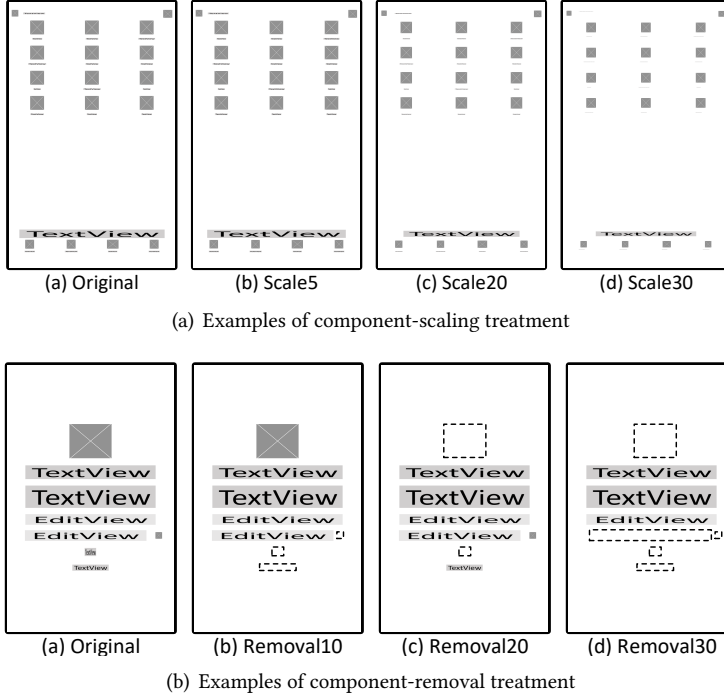 TextView
TextView
TextView
TextView
(a) Original
(b) Scale5
(c) Scale20
(d) Scale30
(a) Examples of component-scaling treatment
TextView
TextView
TextView
TextView
TextView
TextView
TextView
TextView
EditView
EditView
EditView
EditView
EditView
EditView
EditView
TextView
TextView
(a) Original
(b) Removal10
(c) Removal20
(d) Removal30
(b) Examples of component-removal treatment